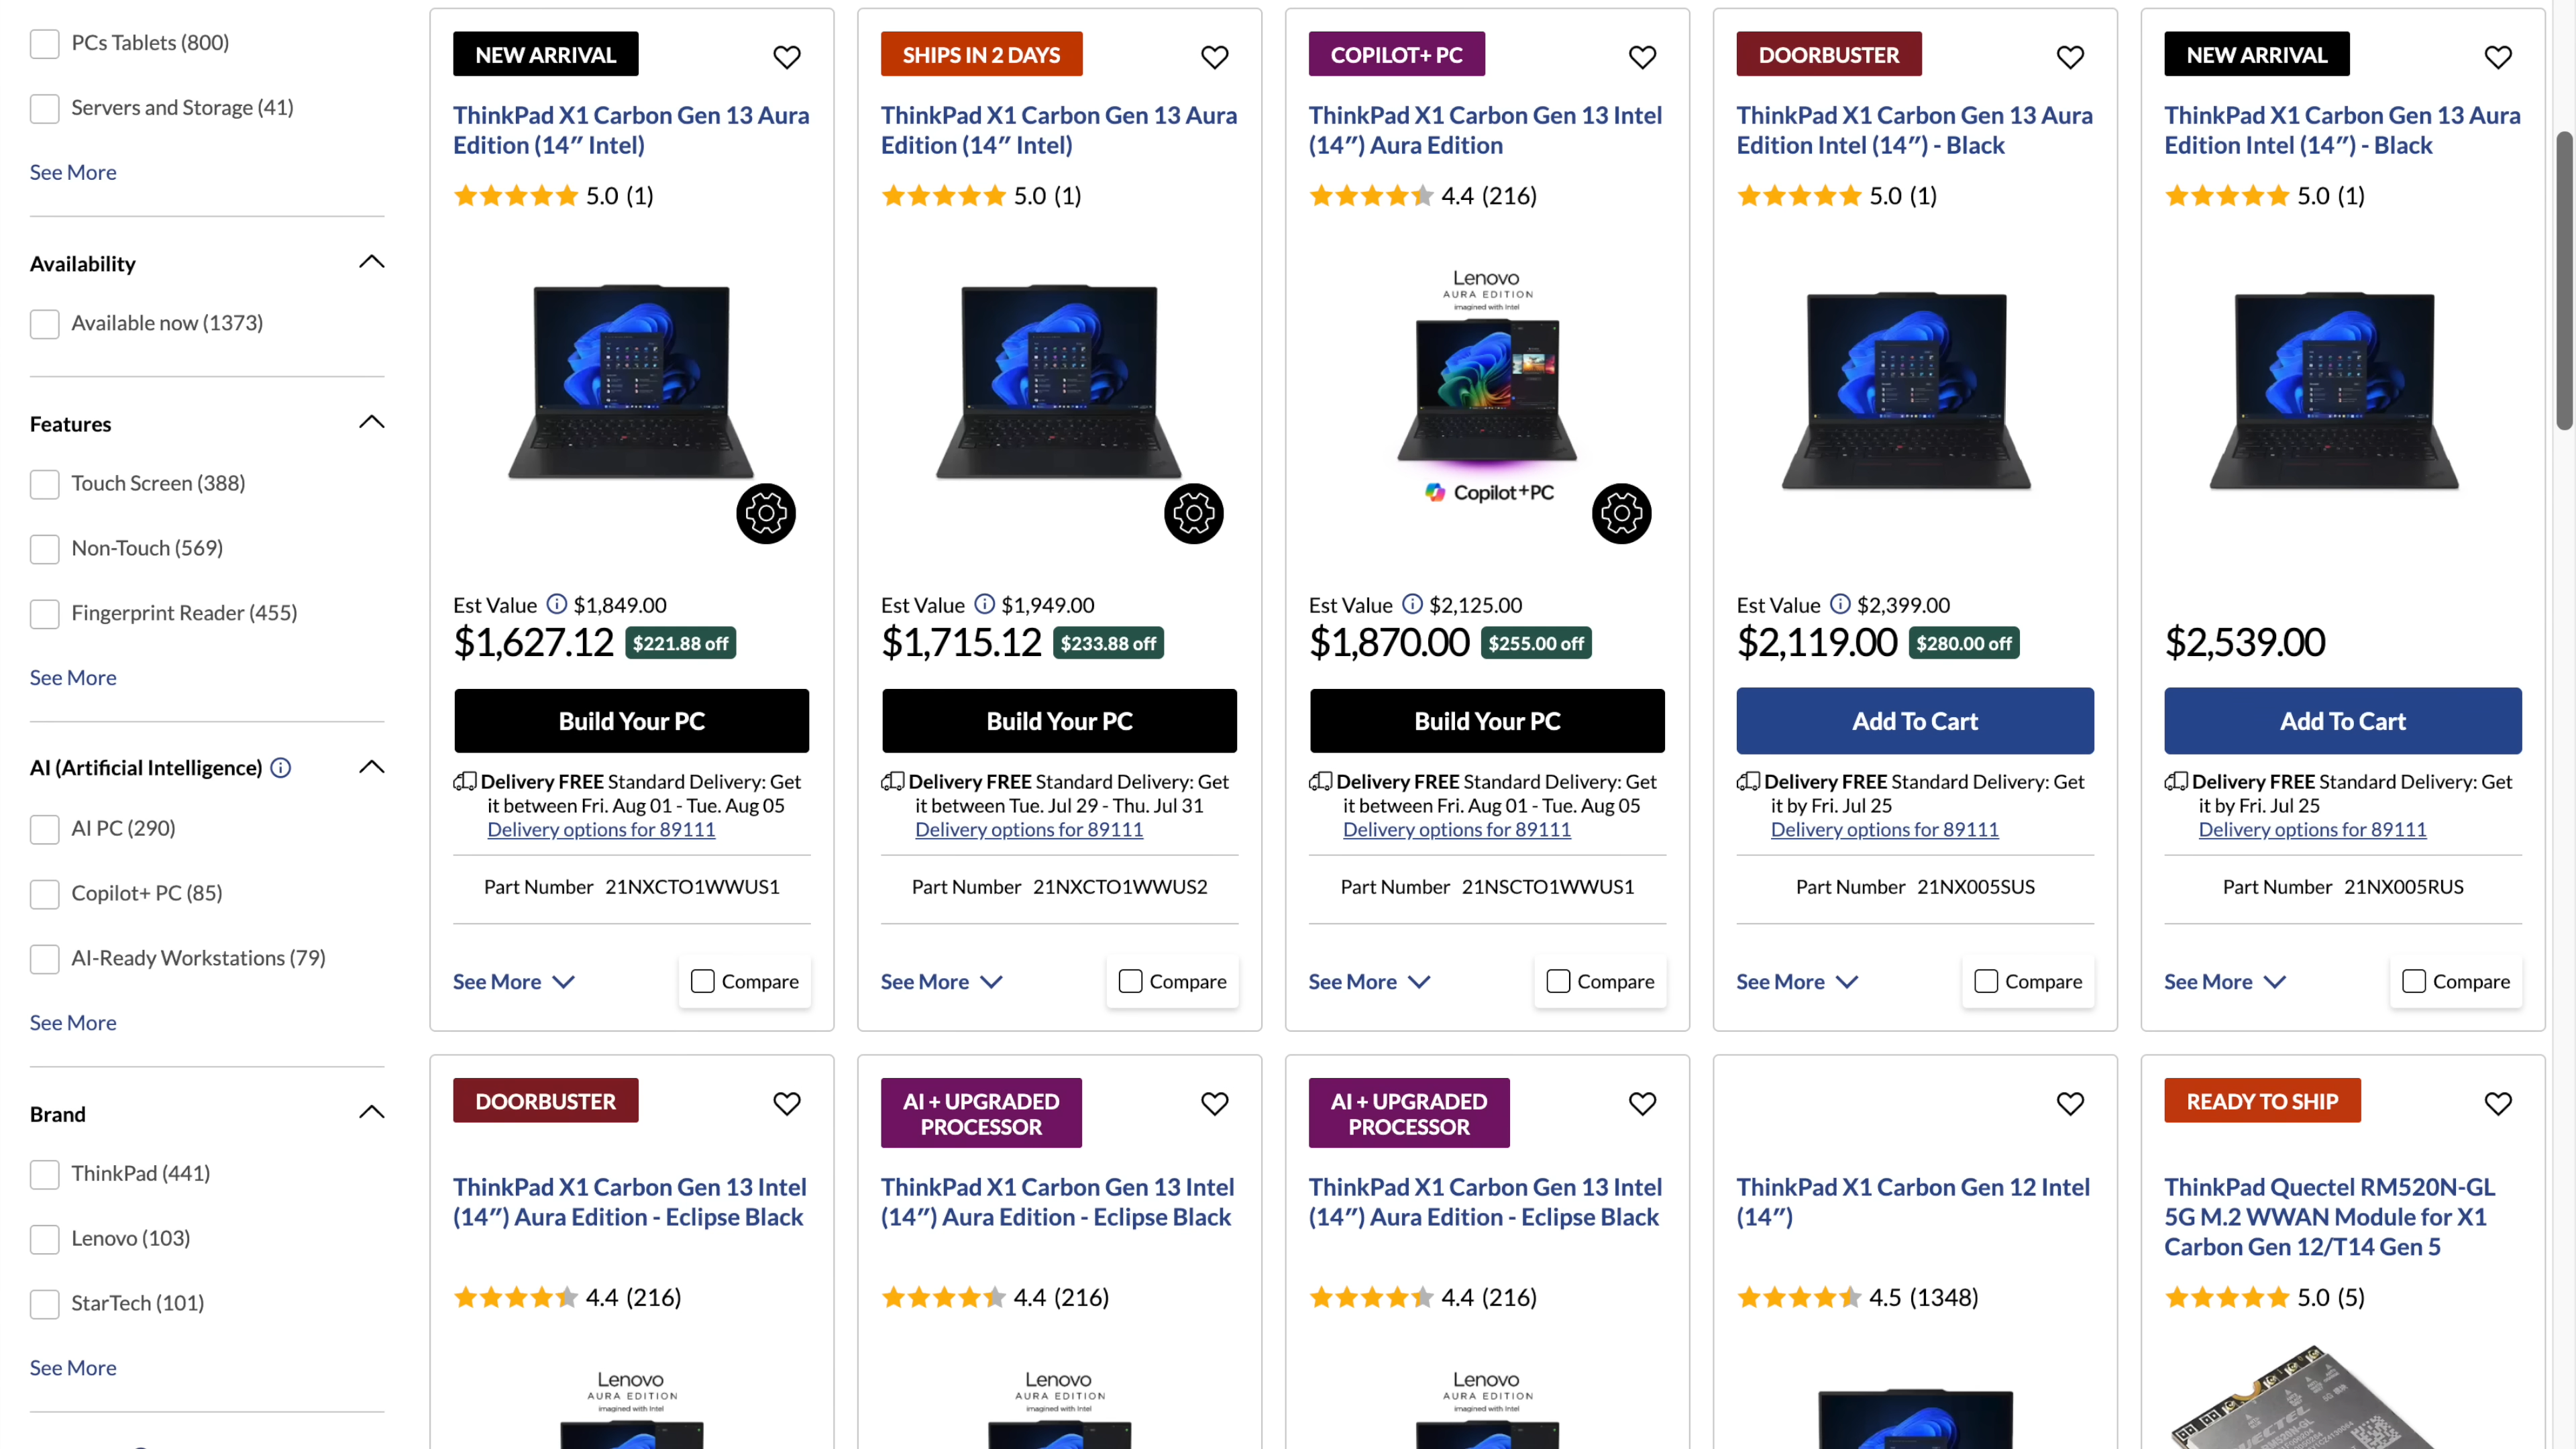 PCs Tablets (800)
Servers and Storage (41)
See More
Availability
Available now (1373)
Features
Touch Screen (388)
Non-Touch (569)
Fingerprint Reader (455)
See More
AI (Artificial Intelligence)
AI PC (290)
Copilot+ PC (85)
AI-Ready Workstations (79)
See More
Brand
ThinkPad (441)
Lenovo (103)
StarTech (101)
See More
NEW ARRIVAL
ThinkPad X1 Carbon Gen 13 Aura
Edition (14″ Intel)
5.0 (1)
Est Value $1,849.00
$1,627.12 $221.88 off
Build Your PC
Delivery FREE Standard Delivery: Get
it between Fri. Aug 01 - Tue. Aug 05
Delivery options for 89111
Part Number 21NXCTO1WWUS1
See More
Compare
SHIPS IN 2 DAYS
ThinkPad X1 Carbon Gen 13 Aura
Edition (14″ Intel)
5.0 (1)
Est Value $1,949.00
$1,715.12 $233.88 off
Build Your PC
Delivery FREE Standard Delivery: Get
it between Tue. Jul 29 - Thu. Jul 31
Delivery options for 89111
Part Number 21NXCTO1WWUS2
See More
Compare
COPILOT+ PC
ThinkPad X1 Carbon Gen 13 Intel
(14″) Aura Edition
4.4 (216)
Lenovo
AURA EDITION
imagined with Intel
Copilot+PC
Est Value $2,125.00
$1,870.00 $255.00 off
Build Your PC
Delivery FREE Standard Delivery: Get
it between Fri. Aug 01 - Tue. Aug 05
Delivery options for 89111
Part Number 21NSCTO1WWUS1
See More
Compare
DOORBUSTER
ThinkPad X1 Carbon Gen 13 Aura
Edition Intel (14″) - Black
5.0 (1)
Est Value $2,399.00
$2,119.00 $280.00 off
Add To Cart
Delivery FREE Standard Delivery: Get
it by Fri. Jul 25
Delivery options for 89111
Part Number 21NX005SUS
See More
Compare
NEW ARRIVAL
ThinkPad X1 Carbon Gen 13 Aura
Edition Intel (14″) - Black
5.0 (1)
$2,539.00
Add To Cart
Delivery FREE Standard Delivery: Get
it by Fri. Jul 25
Delivery options for 89111
Part Number 21NX005RUS
See More
Compare
DOORBUSTER
ThinkPad X1 Carbon Gen 13 Intel
(14″) Aura Edition - Eclipse Black
4.4 (216)
Lenovo
AURA EDITION
imagined with Intel
AI + UPGRADED
PROCESSOR
ThinkPad X1 Carbon Gen 13 Intel
(14″) Aura Edition - Eclipse Black
4.4 (216)
Lenovo
AURA EDITION
imagined with Intel
AI + UPGRADED
PROCESSOR
ThinkPad X1 Carbon Gen 13 Intel
(14″) Aura Edition - Eclipse Black
4.4 (216)
Lenovo
AURA EDITION
imagined with Intel
ThinkPad X1 Carbon Gen 12 Intel
(14″)
4.5 (1348)
READY TO SHIP
ThinkPad Quectel RM520N-GL
5G M.2 WWAN Module for X1
Carbon Gen 12/T14 Gen 5
5.0 (5)